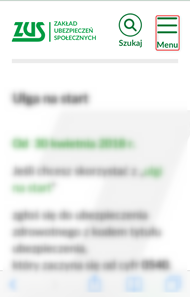 ZUS
ZAKŁAD
UBEZPIECZEŃ
SPOŁECZNYCH
Szukaj
Menu
Ulga na start
Od 30 kwietnia 2018 r.
Jeśli chcesz skorzystać z „ulgi
na start”
zgłoś się do ubezpieczenia
zdrowotnego z kodem tytułu
ubezpieczenia,
który zaczyna się od cyfr 0540.